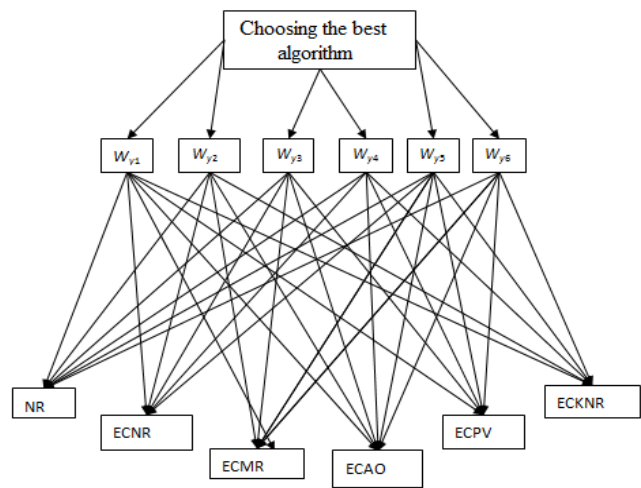 Choosing the best
algorithm
Wy1 Wy2 Wy3 Wy4 Wy5 Wy6
NR
ECNR
ECMR
ECAO
ECPV
ECKNR